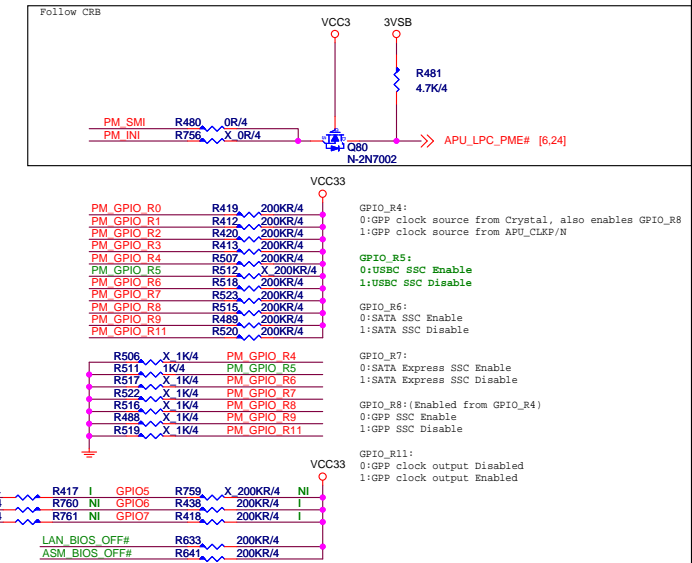 Follow CRB
VCC3 3VSB
R481
4.7K/4
PM_SMI R480 0R/4
PM_INI R756 X_0R/4
APU_LPC_PME# [6,24]
Q80
N-2N7002
VCC33
PM_GPIO_R0 R419 200KR/4
PM_GPIO_R1 R412 200KR/4
PM_GPIO_R2 R420 200KR/4
PM_GPIO_R3 R413 200KR/4
PM_GPIO_R4 R507 200KR/4
PM_GPIO_R5 R512 X_200KR/4
PM_GPIO_R6 R518 200KR/4
PM_GPIO_R7 R523 200KR/4
PM_GPIO_R8 R515 200KR/4
PM_GPIO_R9 R489 200KR/4
PM_GPIO_R11 R520 200KR/4
R506 X_1K/4 PM_GPIO_R4
R511 1K/4 PM_GPIO_R5
R517 X_1K/4 PM_GPIO_R6
R522 X_1K/4 PM_GPIO_R7
R516 X_1K/4 PM_GPIO_R8
R488 X_1K/4 PM_GPIO_R9
R519 X_1K/4 PM_GPIO_R11
GPIO_R4:
0:GPP clock source from Crystal, also enables GPIO_R8
1:GPP clock source from APU_CLKP/N
GPIO_R5:
0:USBC SSC Enable
1:USBC SSC Disable
GPIO_R6:
0:SATA SSC Enable
1:SATA SSC Disable
GPIO_R7:
0:SATA Express SSC Enable
1:SATA Express SSC Disable
GPIO_R8:(Enabled from GPIO_R4)
0:GPP SSC Enable
1:GPP SSC Disable
GPIO_R11:
0:GPP clock output Disabled
1:GPP clock output Enabled
VCC33
R417 I GPIO5 R759 X_200KR/4 NI
R760 NI GPIO6 R438 200KR/4 I
R761 NI GPIO7 R418 200KR/4 I
LAN_BIOS_OFF# R633 200KR/4
ASM_BIOS_OFF# R641 200KR/4